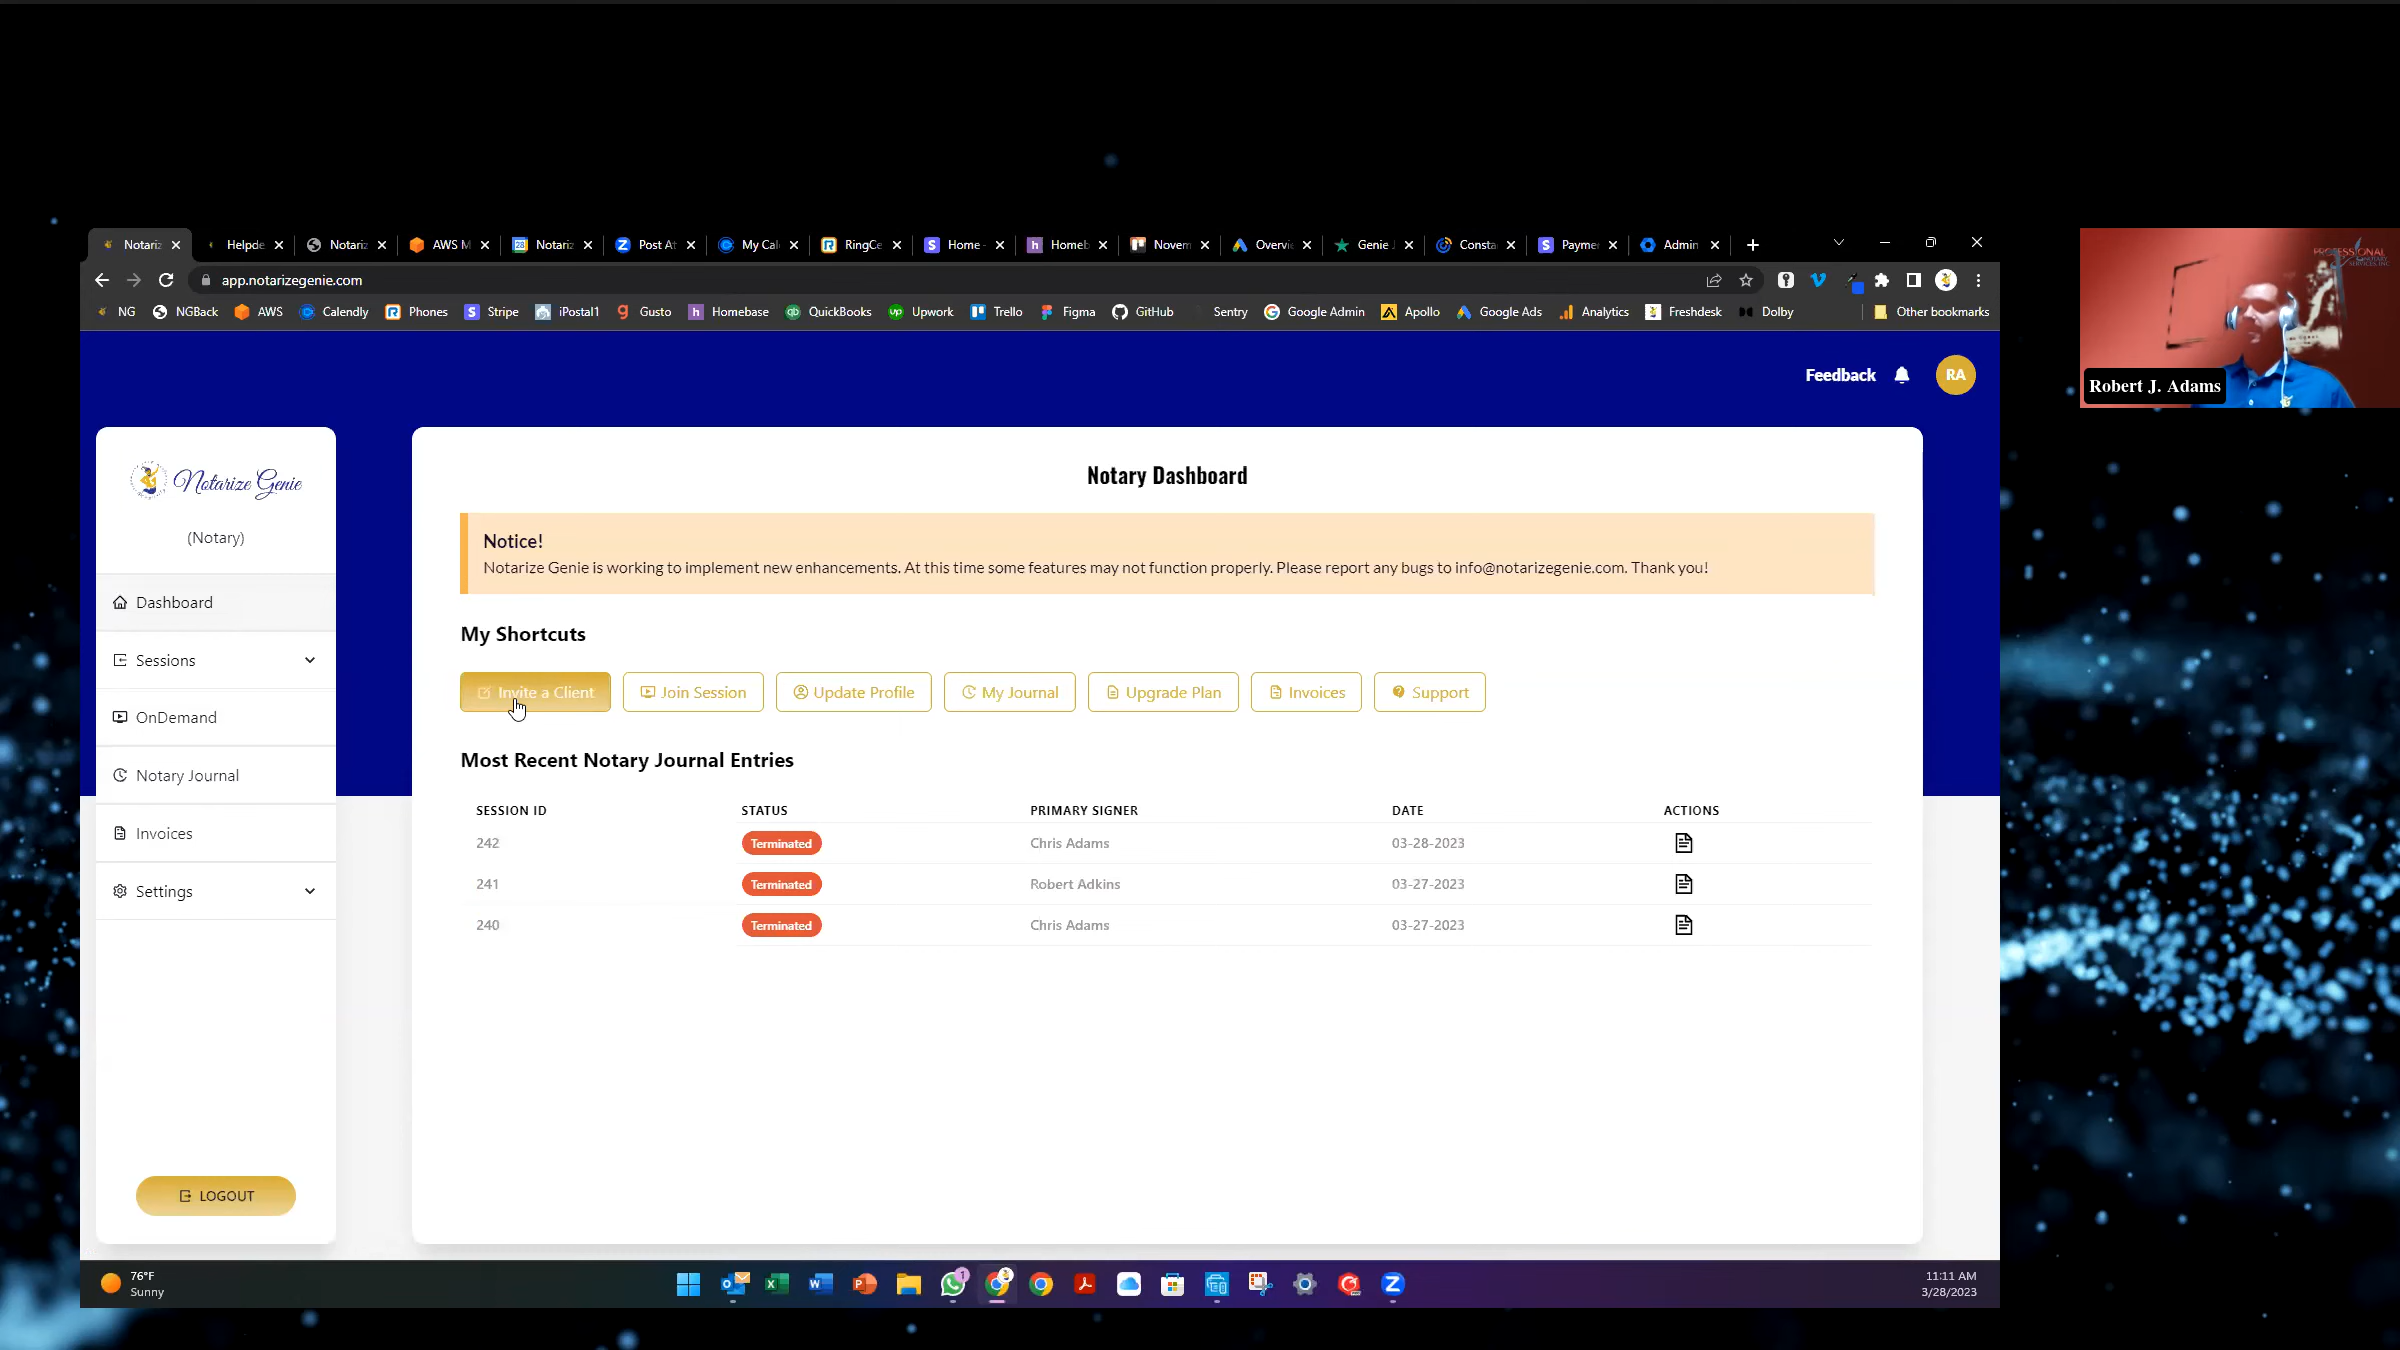 Notariz
Helpde
Notariz
AWS M
Notariz
Post At
My Cal
RingCe
Home -
Homeb
Novem
Overvie
Genie J
Consta
Payme
Admin
app.notarizegenie.com
NG
NGBack
AWS
Calendly
Phones
Stripe
iPostal1
Gusto
Homebase
QuickBooks
Upwork
Trello
Figma
GitHub
Sentry
Google Admin
Apollo
Google Ads
Analytics
Freshdesk
Dolby
Other bookmarks
Feedback
RA
PROFESSIONAL
NOTARY
SERVICES, INC
Robert J. Adams
Notarize Genie
(Notary)
Dashboard
Sessions
OnDemand
Notary Journal
Invoices
Settings
LOGOUT
Notary Dashboard
Notice!
Notarize Genie is working to implement new enhancements. At this time some features may not function properly. Please report any bugs to info@notarizegenie.com. Thank you!
My Shortcuts
Invite a Client
Join Session
Update Profile
My Journal
Upgrade Plan
Invoices
Support
Most Recent Notary Journal Entries
SESSION ID STATUS PRIMARY SIGNER DATE ACTIONS
242 Terminated Chris Adams 03-28-2023
241 Terminated Robert Adkins 03-27-2023
240 Terminated Chris Adams 03-27-2023
76°F
Sunny
11:11 AM
3/28/2023